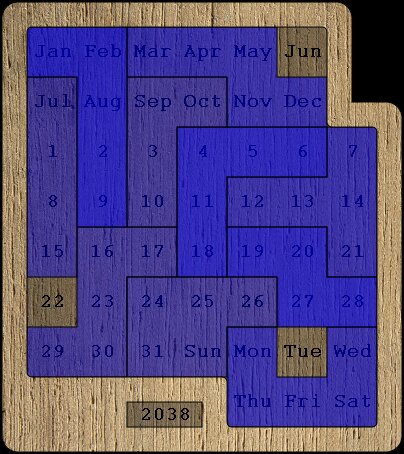 Jan Feb Mar Apr May Jun
Jul Aug Sep Oct Nov Dec
1 2 3 4 5 6 7
8 9 10 11 12 13 14
15 16 17 18 19 20 21
22 23 24 25 26 27 28
29 30 31 Sun Mon Tue Wed
Thu Fri Sat
2038